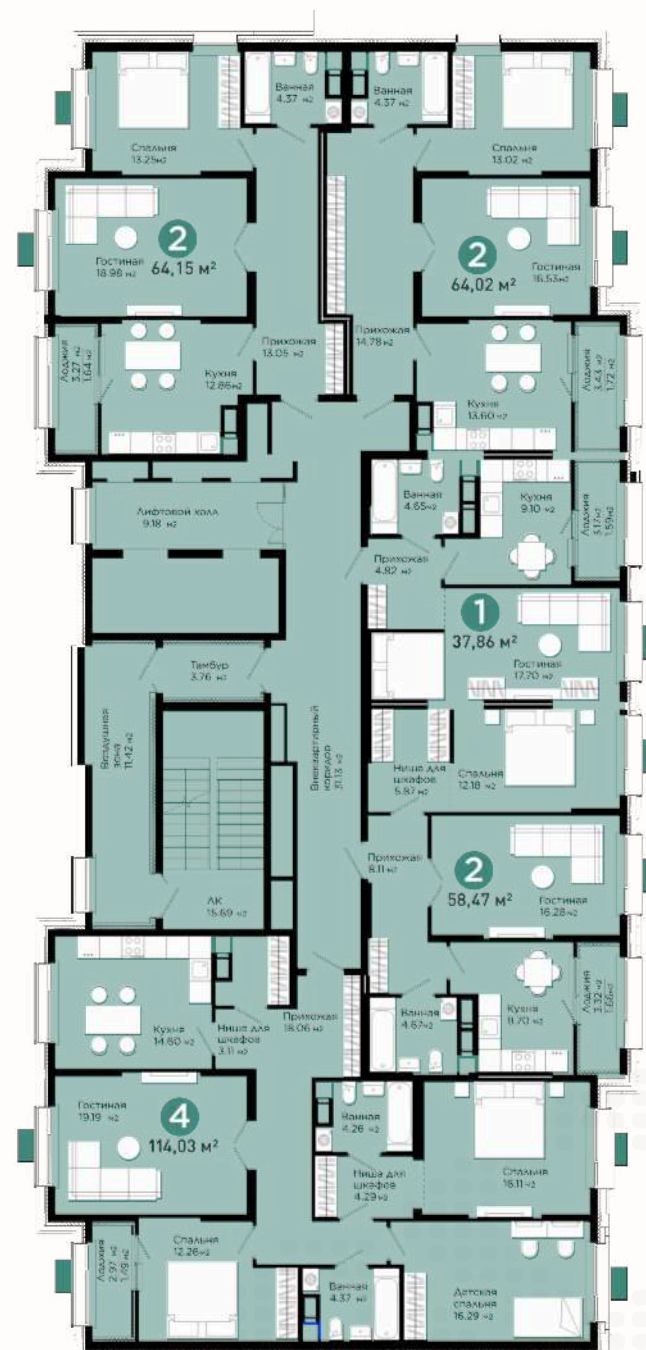 Ванная
4.37 м2
Ванная
4.37 м2
Спальня
13.25м2
Спальня
13.02 м2
2
64,15 м²
Гостиная
18.98 м2
2
64,02 м²
Гостиная
16.53м2
Прихожая
13.05 м2
Прихожая
14.78 м2
Лоджия
3.27 м2
1.64 м2
Кухня
12.86м2
Кухня
13.60 м2
Лоджия
3.43 м2
1.72 м2
Лифтовой холл
9.18 м2
Ванная
4.65м2
Кухня
9.10 м2
Лоджия
3.17 м2
1.59 м2
Прихожая
4.82 м2
1
37,86 м²
Гостиная
17.70 м2
Тамбур
3.76 м2
Воздушная
зона
11.42 м2
Внеквартирный
коридор
31.13 м2
Ниша для
шкафов
5.87 м2
Спальня
12.18 м2
Прихожая
8.11 м2
2
58,47 м²
Гостиная
16.28 м2
ЛК
15.69 м2
Кухня
14.60 м2
Ниша для
шкафов
3.11 м2
Прихожая
18.06 м2
Ванная
4.67 м2
Кухня
11.70 м2
Лоджия
3.32 м2
1.66 м2
Гостиная
19.19 м2
4
114,03 м²
Ванная
4.26 м2
Ниша для
шкафов
4.29 м2
Спальня
16.11 м2
Лоджия
2.97 м2
1.49 м2
Спальня
12.26 м2
Ванная
4.37 м2
Детская
спальня
16.29 м2